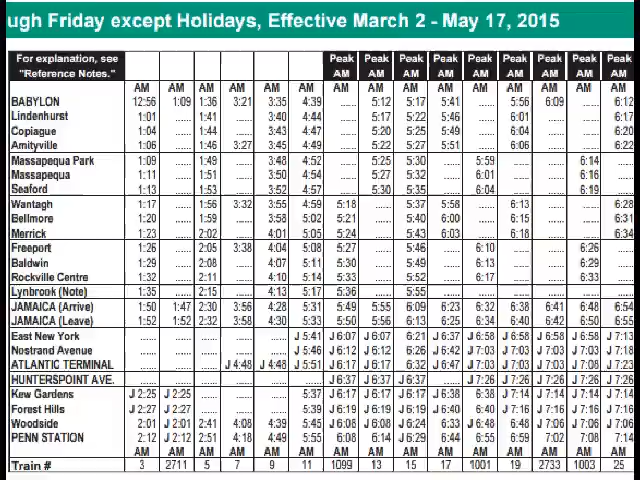 ugh Friday except Holidays, Effective March 2 - May 17, 2015
For explanation, see Peak Peak Peak Peak Peak Peak Peak Peak Peak
"Reference Notes." AM AM AM AM AM AM AM AM AM
AM AM AM AM AM AM AM AM AM AM AM AM AM AM AM
BABYLON 12:56 1:09 1:36 3:21 3:35 4:39 ...... 5:12 5:17 5:41 ...... 5:56 6:09 ...... 6:12
Lindenhurst 1:01 ...... 1:41 ...... 3:40 4:44 ...... 5:17 5:22 5:46 ...... 6:01 ...... ...... 6:17
Copiague 1:04 ...... 1:44 ...... 3:43 4:47 ...... 5:20 5:25 5:49 ...... 6:04 ...... ...... 6:20
Amityville 1:06 ...... 1:46 3:27 3:45 4:49 ...... 5:22 5:27 5:51 ...... 6:06 ...... ...... 6:22
Massapequa Park 1:09 ...... 1:49 ...... 3:48 4:52 ...... 5:25 5:30 ...... 5:59 ...... ...... 6:14 ......
Massapequa 1:11 ...... 1:51 ...... 3:50 4:54 ...... 5:27 5:32 ...... 6:01 ...... ...... 6:16 ......
Seaford 1:13 ...... 1:53 ...... 3:52 4:57 ...... 5:30 5:35 ...... 6:04 ...... ...... 6:19 ......
Wantagh 1:17 ...... 1:56 3:32 3:55 4:59 5:18 ...... 5:37 5:58 ...... 6:13 ...... ...... 6:28
Bellmore 1:20 ...... 1:59 ...... 3:58 5:02 5:21 ...... 5:40 6:00 ...... 6:15 ...... ...... 6:31
Merrick 1:23 ...... 2:02 ...... 4:01 5:05 5:24 ...... 5:43 6:03 ...... 6:18 ...... ...... 6:34
Freeport 1:26 ...... 2:05 3:38 4:04 5:08 5:27 ...... 5:46 ...... 6:10 ...... ...... 6:26 ......
Baldwin 1:29 ...... 2:08 ...... 4:07 5:11 5:30 ...... 5:49 ...... 6:13 ...... ...... 6:29 ......
Rockville Centre 1:32 ...... 2:11 ...... 4:10 5:14 5:33 ...... 5:52 ...... 6:17 ...... ...... 6:33 ......
Lynbrook (Note) 1:35 ...... 2:15 ...... 4:13 5:17 5:36 ...... 5:55 ...... ...... ...... ...... ...... ......
JAMAICA (Arrive) 1:50 1:47 2:30 3:56 4:28 5:31 5:49 5:55 6:09 6:23 6:32 6:38 6:41 6:48 6:54
JAMAICA (Leave) 1:52 1:52 2:32 3:58 4:30 5:33 5:50 5:56 6:13 6:25 6:34 6:40 6:42 6:50 6:55
East New York ...... ...... ...... ...... ...... J 5:41 J 6:07 J 6:07 6:21 J 6:37 J 6:58 J 6:58 J 6:58 J 6:58 J 7:13
Nostrand Avenue ...... ...... ...... ...... ...... J 5:46 J 6:12 J 6:12 6:26 J 6:42 J 7:03 J 7:03 J 7:03 J 7:03 J 7:18
ATLANTIC TERMINAL ...... ...... ...... J 4:48 J 4:48 J 5:51 J 6:17 J 6:17 6:32 J 6:47 J 7:03 J 7:03 J 7:03 J 7:08 J 7:23
HUNTERSPOINT AVE. ...... ...... ...... ...... ...... ...... J 6:37 J 6:37 J 6:37 ...... J 7:26 J 7:26 J 7:26 J 7:26 J 7:26
Kew Gardens J 2:25 J 2:25 ...... ...... ...... 5:37 J 6:17 J 6:17 J 6:17 J 6:38 6:38 J 7:14 J 7:14 J 7:14 J 7:14
Forest Hills J 2:27 J 2:27 ...... ...... ...... 5:39 J 6:19 J 6:19 J 6:19 J 6:40 6:40 J 7:16 J 7:16 J 7:16 J 7:16
Woodside 2:01 J 2:01 2:41 4:08 4:39 5:45 J 6:08 J 6:08 J 6:24 6:33 J 6:48 J 6:48 J 7:06 J 7:06 J 7:06
PENN STATION 2:12 J 2:12 2:51 4:18 4:49 5:55 6:08 6:14 J 6:29 6:44 6:55 6:59 7:02 7:08 7:14
AM AM AM AM AM AM AM AM AM AM AM AM AM AM AM
Train # 3 2711 5 7 9 11 1099 13 15 17 1001 19 2733 1003 25